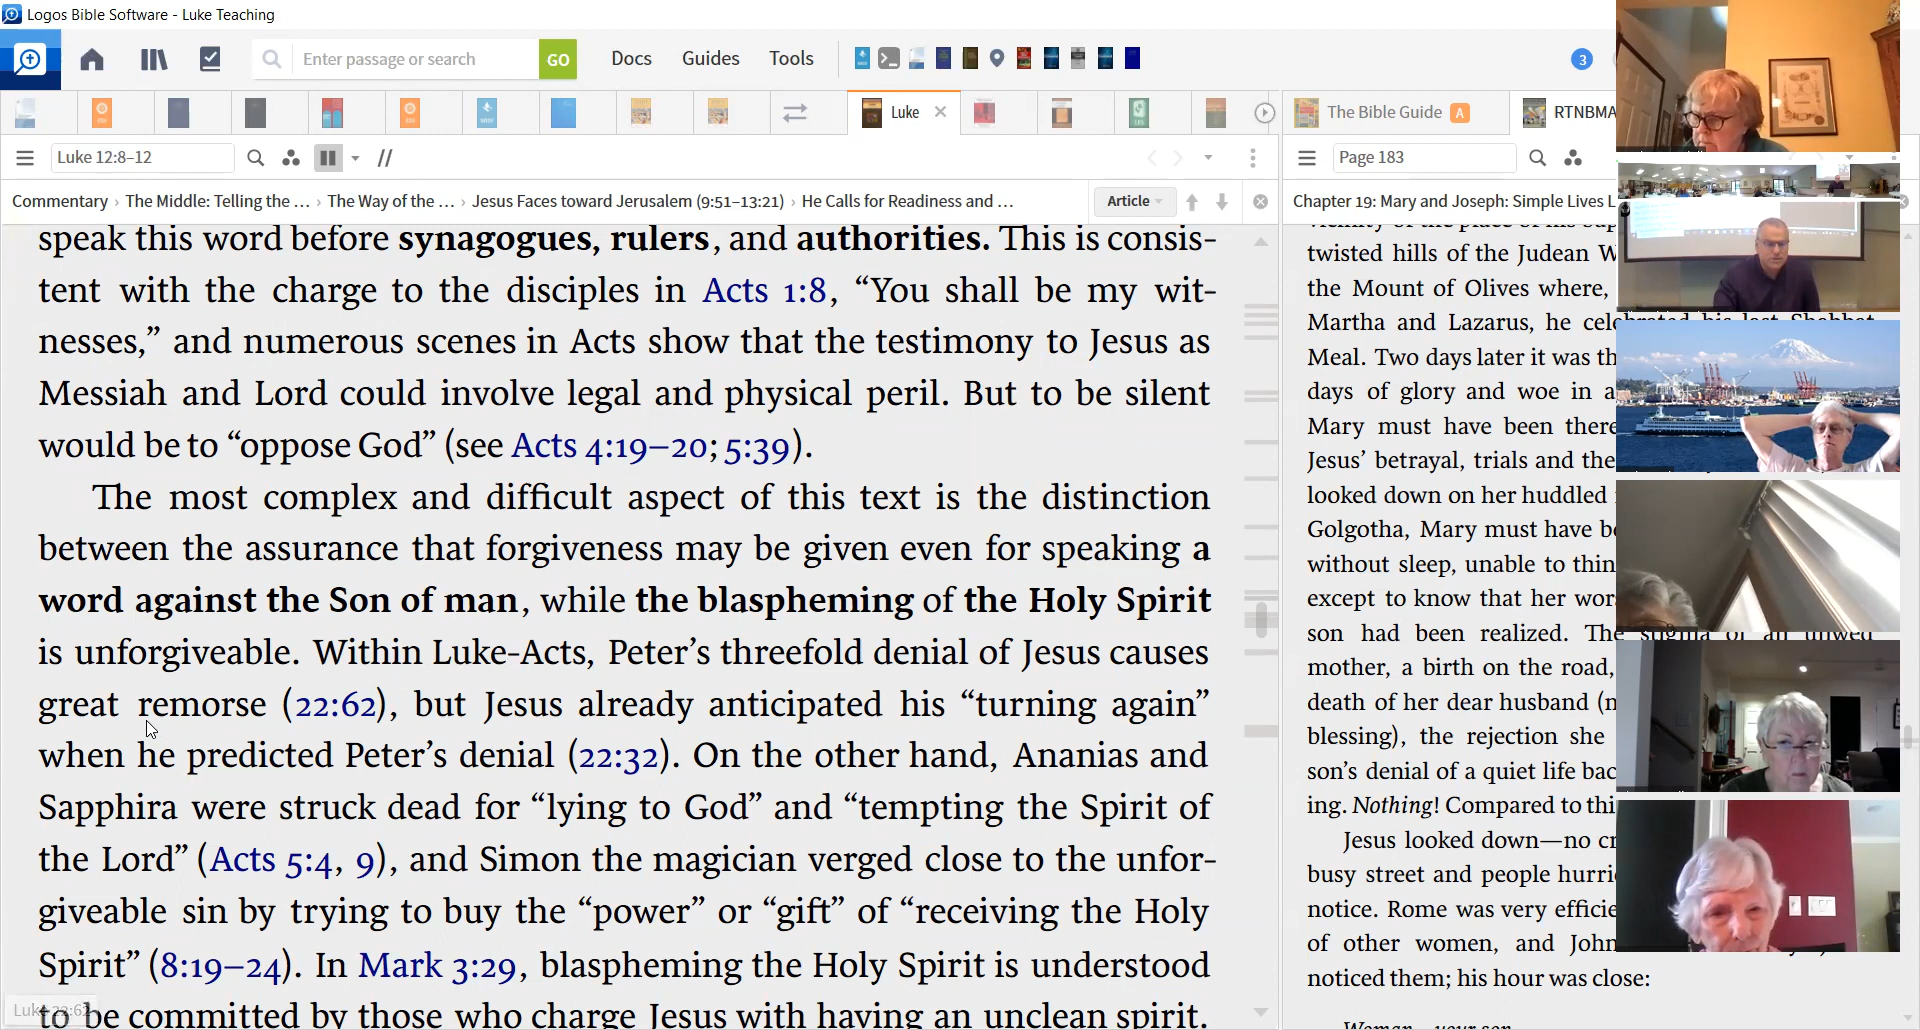 Logos Bible Software - Luke Teaching
Enter passage or search
GO
Docs
Guides
Tools
3
Luke
The Bible Guide
A
RTNBMA
Luke 12:8–12
Page 183
Commentary › The Middle: Telling the ... › The Way of the ... › Jesus Faces toward Jerusalem (9:51–13:21) › He Calls for Readiness and ...
Article
Chapter 19: Mary and Joseph: Simple Lives L
speak this word before synagogues, rulers, and authorities. This is consis-
tent with the charge to the disciples in Acts 1:8, “You shall be my wit-
nesses,” and numerous scenes in Acts show that the testimony to Jesus as
Messiah and Lord could involve legal and physical peril. But to be silent
would be to “oppose God” (see Acts 4:19–20; 5:39).
The most complex and difficult aspect of this text is the distinction
between the assurance that forgiveness may be given even for speaking a
word against the Son of man, while the blaspheming of the Holy Spirit
is unforgiveable. Within Luke-Acts, Peter’s threefold denial of Jesus causes
great remorse (22:62), but Jesus already anticipated his “turning again”
when he predicted Peter’s denial (22:32). On the other hand, Ananias and
Sapphira were struck dead for “lying to God” and “tempting the Spirit of
the Lord” (Acts 5:4, 9), and Simon the magician verged close to the unfor-
giveable sin by trying to buy the “power” or “gift” of “receiving the Holy
Spirit” (8:19–24). In Mark 3:29, blaspheming the Holy Spirit is understood
to be committed by those who charge Jesus with having an unclean spirit.
Luke 22:62
twisted hills of the Judean W
the Mount of Olives where,
Martha and Lazarus, he celebrated his last Shabbat
Meal. Two days later it was th
days of glory and woe in a
Mary must have been there
Jesus’ betrayal, trials and the
looked down on her huddled
Golgotha, Mary must have be
without sleep, unable to thin
except to know that her wor
son had been realized. The stigma of an unwed
mother, a birth on the road,
death of her dear husband (n
blessing), the rejection she
son’s denial of a quiet life bac
ing. Nothing! Compared to thi
Jesus looked down—no cr
busy street and people hurri
notice. Rome was very efficie
of other women, and John
noticed them; his hour was close:
Woman—your son